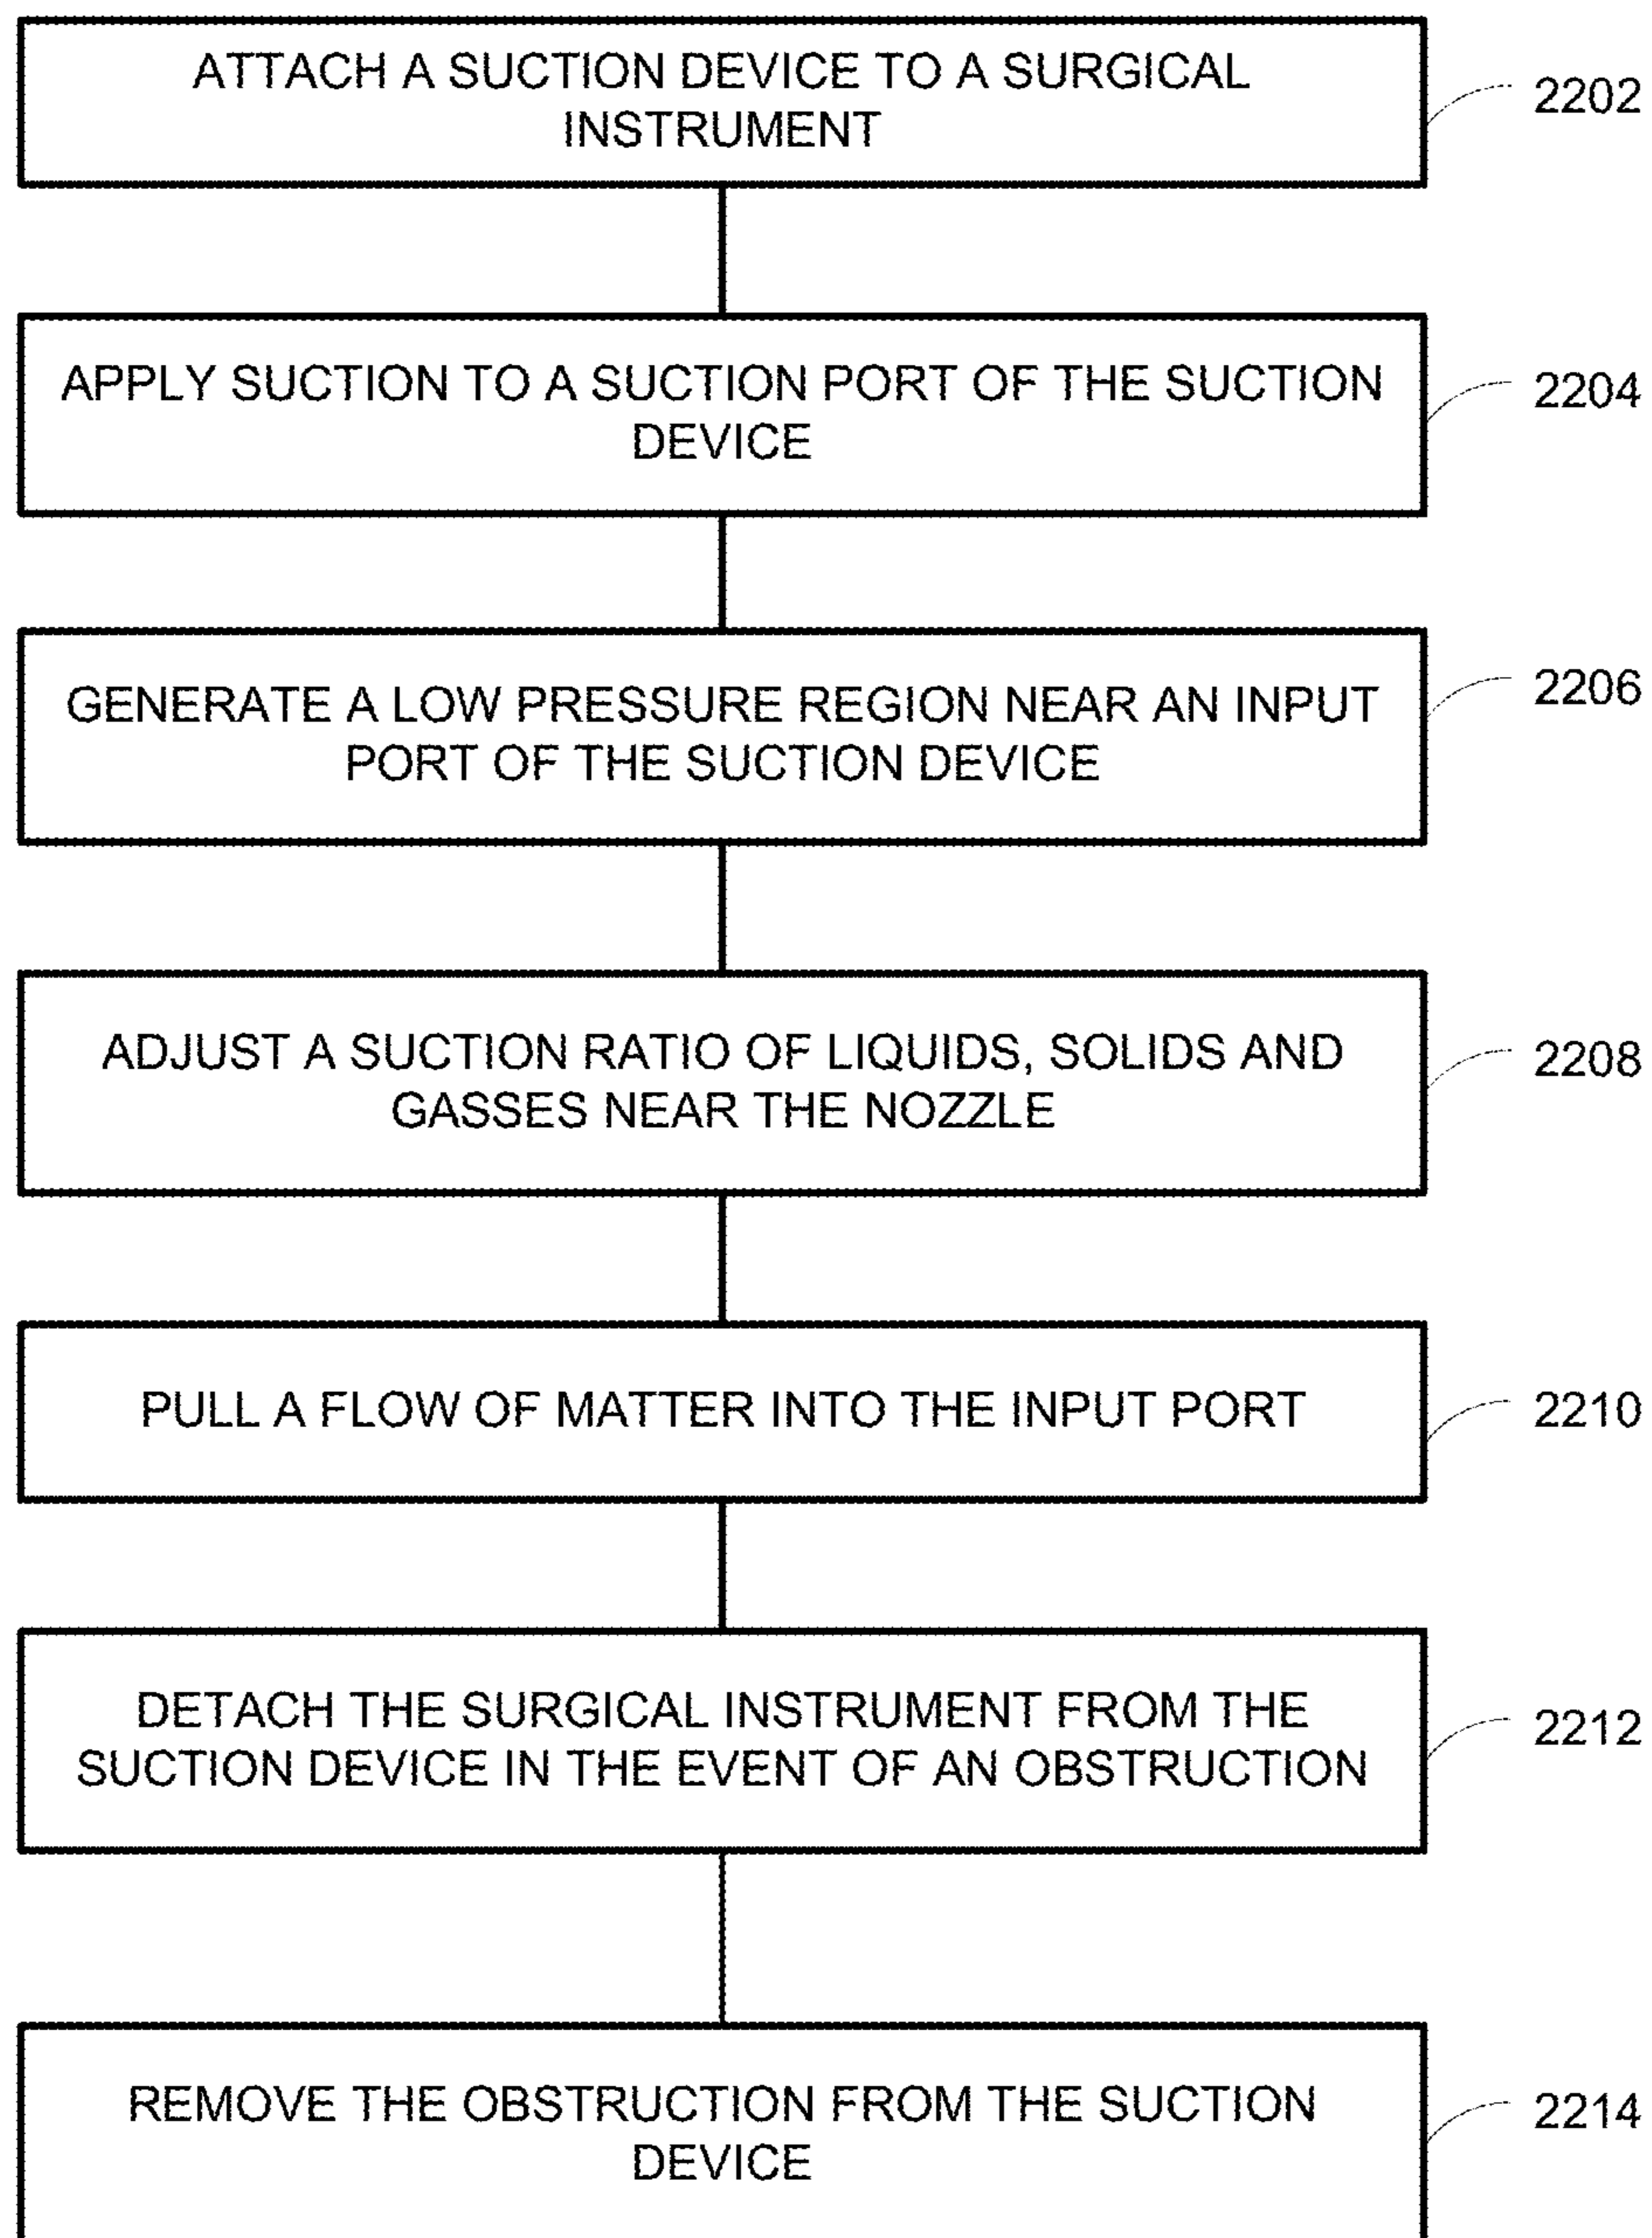 ATTACH A SUCTION DEVICE TO A SURGICAL
INSTRUMENT
2202
APPLY SUCTION TO A SUCTION PORT OF THE SUCTION
DEVICE
2204
GENERATE A LOW PRESSURE REGION NEAR AN INPUT
PORT OF THE SUCTION DEVICE
2206
ADJUST A SUCTION RATIO OF LIQUIDS, SOLIDS AND
GASSES NEAR THE NOZZLE
2208
PULL A FLOW OF MATTER INTO THE INPUT PORT
2210
DETACH THE SURGICAL INSTRUMENT FROM THE
SUCTION DEVICE IN THE EVENT OF AN OBSTRUCTION
2212
REMOVE THE OBSTRUCTION FROM THE SUCTION
DEVICE
2214